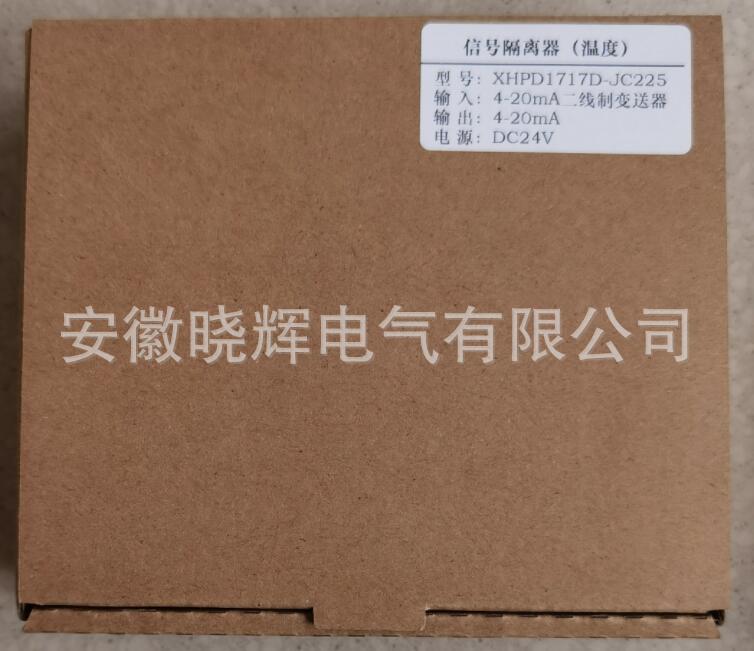 信号隔离器（温度）
型号：XHPD1717D-JC225
输入：4-20mA二线制变送器
输出：4-20mA
电源：DC24V
安徽晓辉电气有限公司